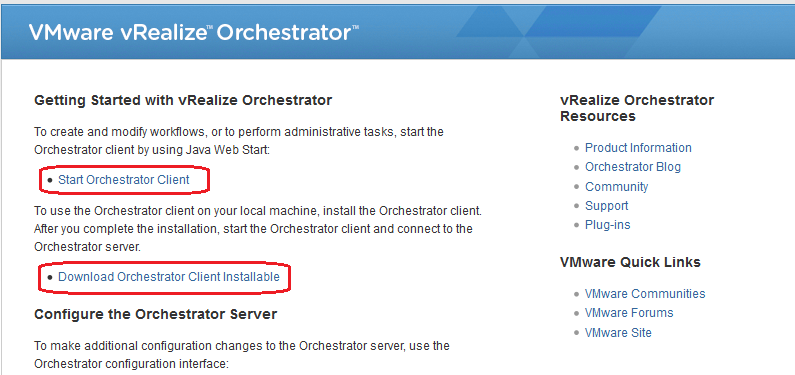 VMware vRealize™ Orchestrator™
Getting Started with vRealize Orchestrator
To create and modify workflows, or to perform administrative tasks, start the
Orchestrator client by using Java Web Start:
• Start Orchestrator Client
To use the Orchestrator client on your local machine, install the Orchestrator client.
After you complete the installation, start the Orchestrator client and connect to the
Orchestrator server.
• Download Orchestrator Client Installable
Configure the Orchestrator Server
To make additional configuration changes to the Orchestrator server, use the
Orchestrator configuration interface:
vRealize Orchestrator
Resources
• Product Information
• Orchestrator Blog
• Community
• Support
• Plug-ins
VMware Quick Links
• VMware Communities
• VMware Forums
• VMware Site